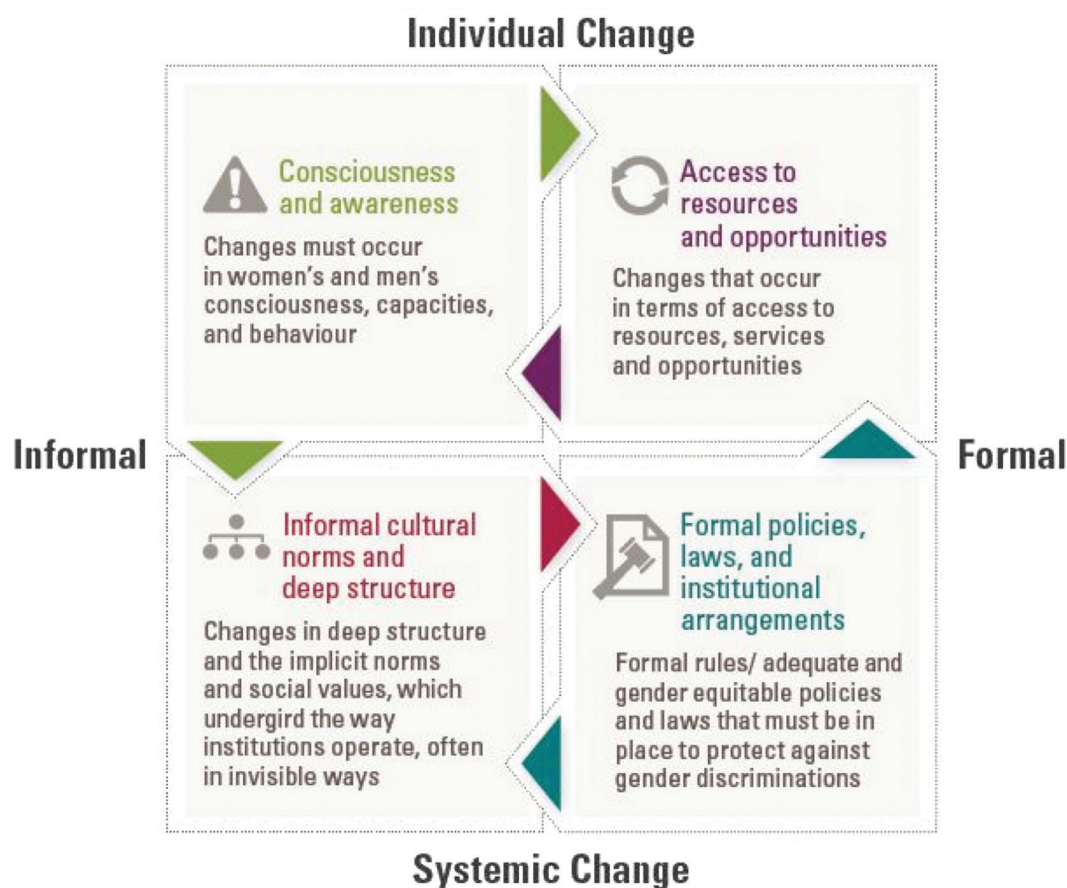 Individual Change
Consciousness
and awareness
Changes must occur
in women's and men's
consciousness, capacities,
and behaviour
Access to
resources
and opportunities
Changes that occur
in terms of access to
resources, services
and opportunities
Informal
Formal
Informal cultural
norms and
deep structure
Changes in deep structure
and the implicit norms
and social values, which
undergird the way
institutions operate, often
in invisible ways
Formal policies,
laws, and
institutional
arrangements
Formal rules/ adequate and
gender equitable policies
and laws that must be in
place to protect against
gender discriminations
Systemic Change